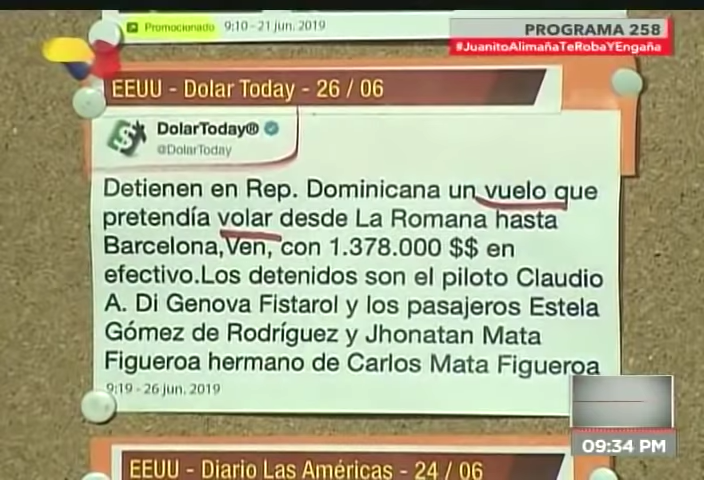 Promocionado 9:10 - 21 jun. 2019
PROGRAMA 258
#JuanitoAlimañaTeRobaYEngaña
EEUU - Dolar Today - 26 / 06
DolarToday®
@DolarToday
Detienen en Rep. Dominicana un vuelo que
pretendía volar desde La Romana hasta
Barcelona,Ven, con 1.378.000 $$ en
efectivo.Los detenidos son el piloto Claudio
A. Di Genova Fistarol y los pasajeros Estela
Gómez de Rodríguez y Jhonatan Mata
Figueroa hermano de Carlos Mata Figueroa
9:19 - 26 jun. 2019
09:34 PM
EEUU - Diario Las Américas - 24 / 06